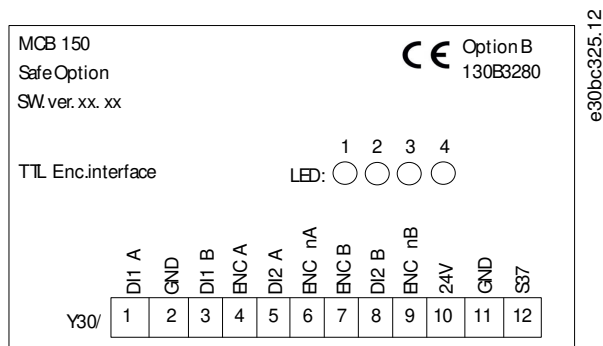 MCB 150
Safe Option
SW. ver. xx. xx
CE Option B
130B3280
TTL Enc.interface
1 2 3 4
LED:
DI1 A
GND
DI1 B
ENC A
DI2 A
ENC nA
ENC B
DI2 B
ENC nB
24V
GND
S37
Y30/ 1 2 3 4 5 6 7 8 9 10 11 12
e30bc325.12